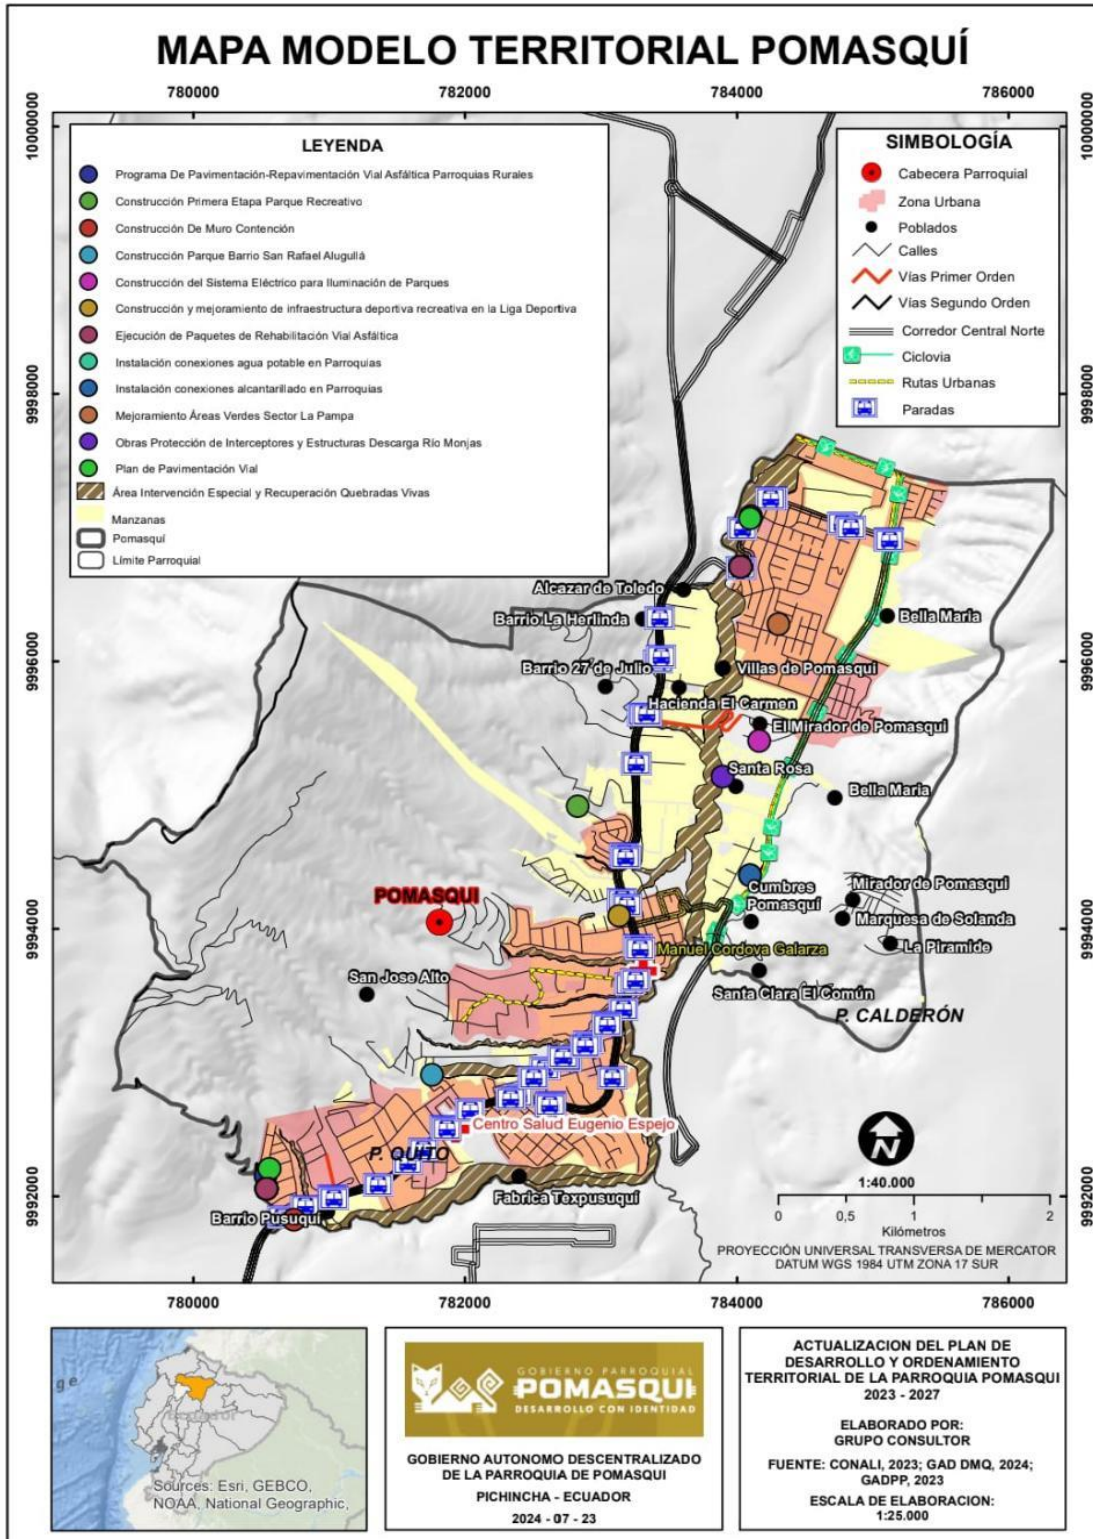 MAPA MODELO TERRITORIAL POMASQUÍ
780000
782000
784000
786000
10000000
9998000
9996000
9994000
9992000
LEYENDA
Programa De Pavimentación-Repavimentación Vial Asfáltica Parroquias Rurales
Construcción Primera Etapa Parque Recreativo
Construcción De Muro Contención
Construcción Parque Barrio San Rafael Alugullá
Construcción del Sistema Eléctrico para Iluminación de Parques
Construcción y mejoramiento de infraestructura deportiva recreativa en la Liga Deportiva
Ejecución de Paquetes de Rehabilitación Vial Asfáltica
Instalación conexiones agua potable en Parroquias
Instalación conexiones alcantarillado en Parroquias
Mejoramiento Áreas Verdes Sector La Pampa
Obras Protección de Interceptores y Estructuras Descarga Río Monjas
Plan de Pavimentación Vial
Área Intervención Especial y Recuperación Quebradas Vivas
Manzanas
Pomasquí
Límite Parroquial
SIMBOLOGÍA
Cabecera Parroquial
Zona Urbana
Poblados
Calles
Vías Primer Orden
Vías Segundo Orden
Corredor Central Norte
Ciclovia
Rutas Urbanas
Paradas
Alcazar de Toledo
Barrio La Herlinda
Bella Maria
Barrio 27 de Julio
Villas de Pomasquí
Hacienda El Carmen
El Mirador de Pomasqui
Santa Rosa
Bella Maria
POMASQUI
Cumbres
Pomasquí
Mirador de Pomasqui
Marquesa de Solanda
La Piramide
Manuel Cordova Galarza
San Jose Alto
Santa Clara El Común
P. CALDERÓN
Centro Salud Eugenio Espejo
P. QUITO
Fabrica Texpusuquí
Barrio Pusuqui
N
1:40.000
0
0,5
1
2
Kilómetros
PROYECCIÓN UNIVERSAL TRANSVERSA DE MERCATOR
DATUM WGS 1984 UTM ZONA 17 SUR
10000000
9998000
9996000
9994000
9992000
780000
782000
784000
786000
Ecuador
Sources: Esri, GEBCO,
NOAA, National Geographic,
GOBIERNO PARROQUIAL
POMASQUI
DESARROLLO CON IDENTIDAD
GOBIERNO AUTONOMO DESCENTRALIZADO
DE LA PARROQUIA DE POMASQUI
PICHINCHA - ECUADOR
2024 - 07 - 23
ACTUALIZACION DEL PLAN DE
DESARROLLO Y ORDENAMIENTO
TERRITORIAL DE LA PARROQUIA POMASQUI
2023 - 2027
ELABORADO POR:
GRUPO CONSULTOR
FUENTE: CONALI, 2023; GAD DMQ, 2024;
GADPP, 2023
ESCALA DE ELABORACION:
1:25.000